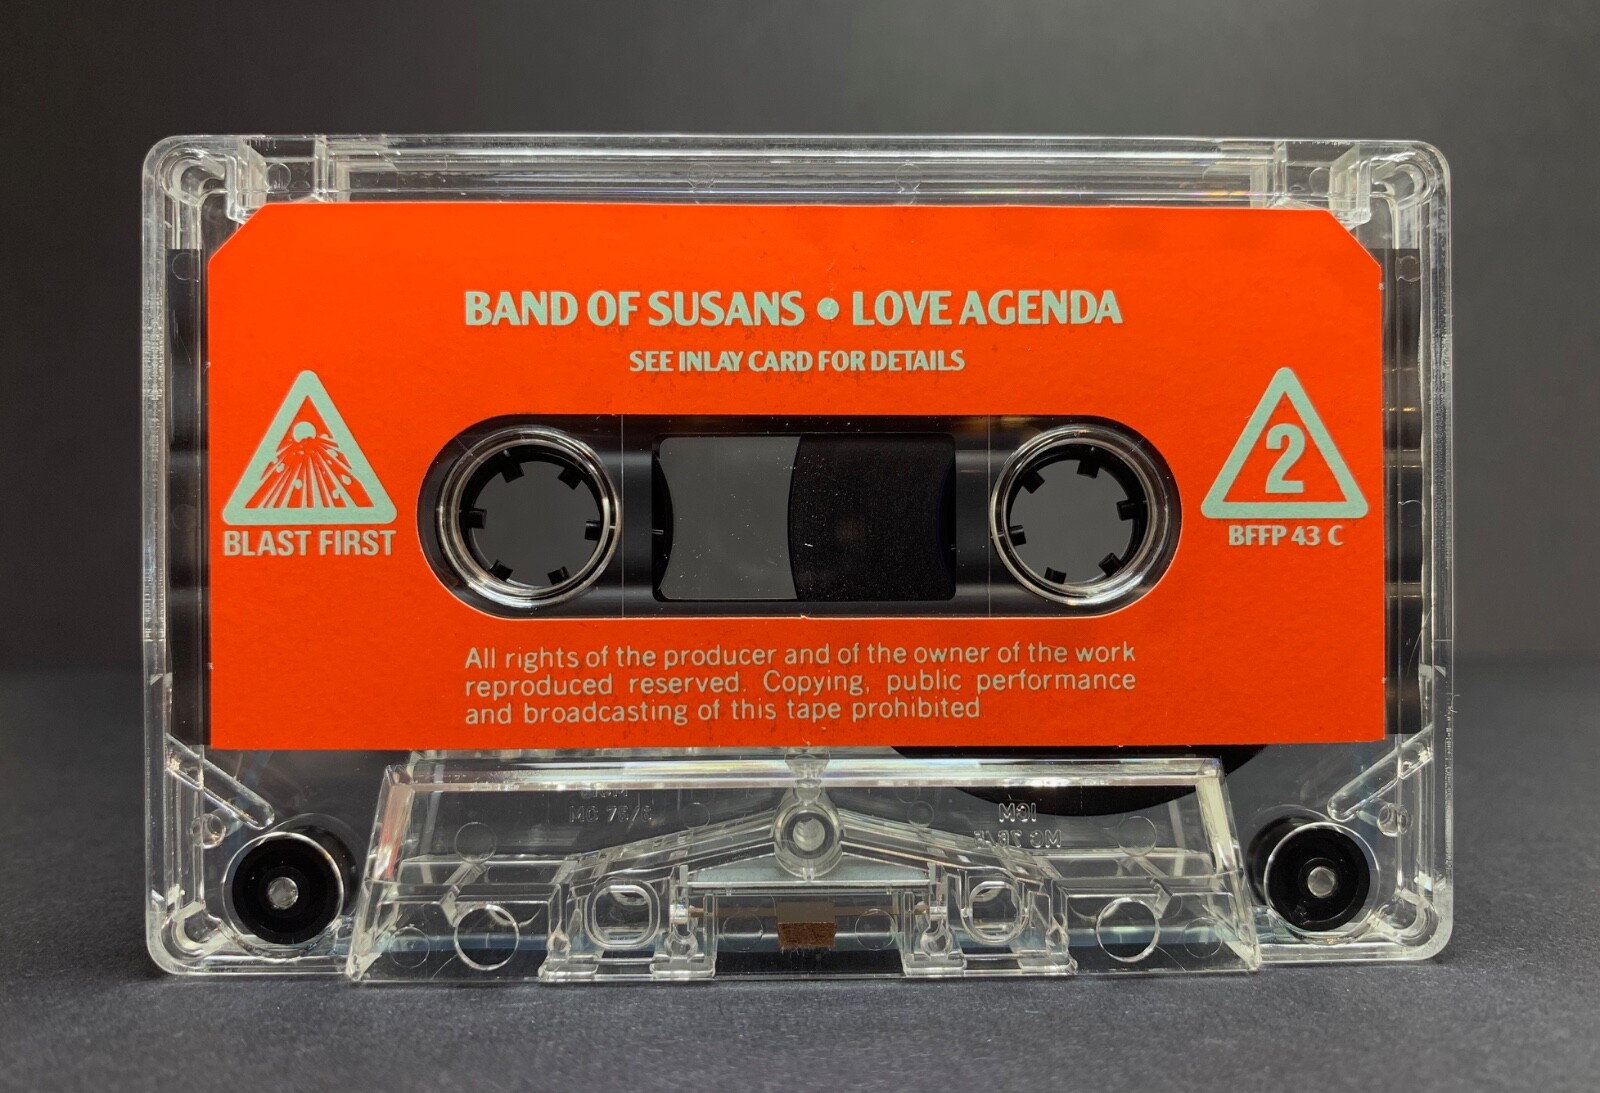 BAND OF SUSANS • LOVE AGENDA
SEE INLAY CARD FOR DETAILS
BLAST FIRST
2
BFFP 43 C
All rights of the producer and of the owner of the work
reproduced reserved. Copying, public performance
and broadcasting of this tape prohibited
ICM